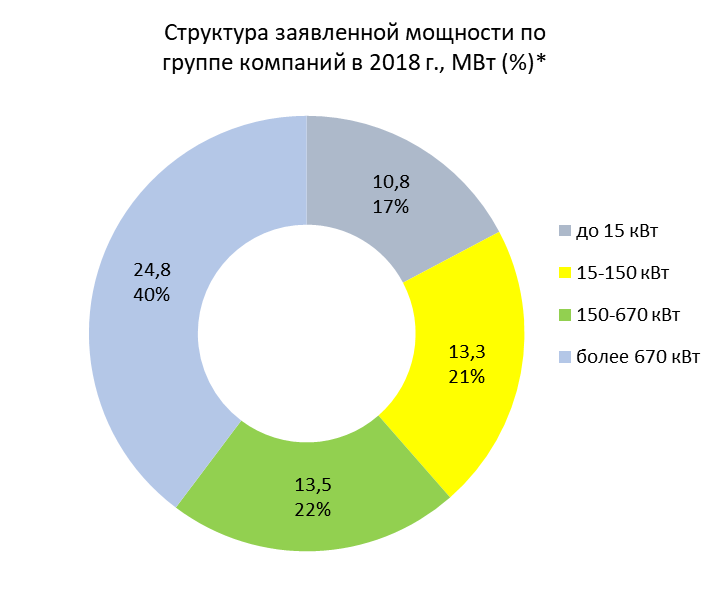 Структура заявленной мощности по
группе компаний в 2018 г., МВт (%)*
10,8
17%
24,8
40%
13,3
21%
13,5
22%
до 15 кВт
15-150 кВт
150-670 кВт
более 670 кВт